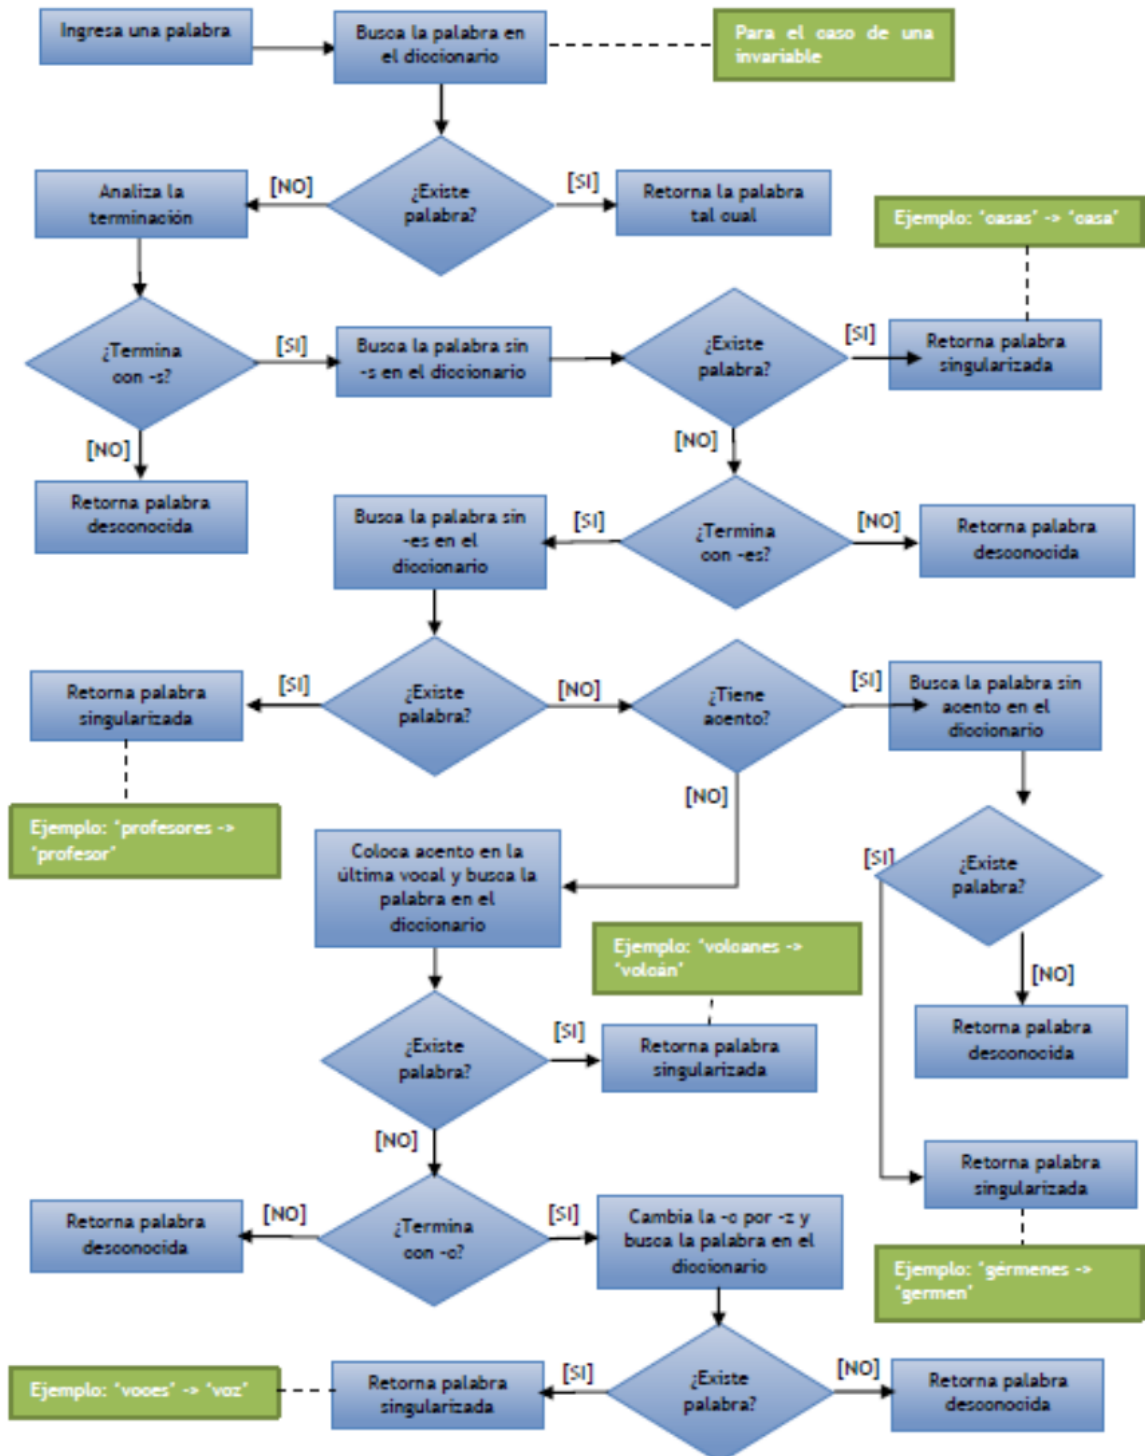 Ingresa una palabra
Busca la palabra en
el diccionario
Para el caso de una
invariable
Analiza la
terminación
[NO]
¿Existe
palabra?
[SI]
Retorna la palabra
tal cual
Ejemplo: "casas" -> "casa"
¿Termina
con -s?
[SI]
Busca la palabra sin
-s en el diccionario
¿Existe
palabra?
[SI]
Retorna palabra
singularizada
[NO]
[NO]
Retorna palabra
desconocida
Busca la palabra sin
-es en el
diccionario
[SI]
¿Termina
con -es?
[NO]
Retorna palabra
desconocida
Retorna palabra
singularizada
[SI]
¿Existe
palabra?
[NO]
¿Tiene
acento?
[SI]
Busca la palabra sin
acento en el
diccionario
[NO]
Ejemplo: "profesores ->
"profesor"
Coloca acento en la
última vocal y busca la
palabra en el
diccionario
[SI]
¿Existe
palabra?
Ejemplo: "volcanes ->
"volcán"
[NO]
¿Existe
palabra?
[SI]
Retorna palabra
singularizada
Retorna palabra
desconocida
[NO]
Retorna palabra
singularizada
Retorna palabra
desconocida
[NO]
¿Termina
con -c?
[SI]
Cambia la -c por -z y
busca la palabra en el
diccionario
Ejemplo: "gérmenes ->
"germen"
Ejemplo: "voces" -> "voz"
Retorna palabra
singularizada
[SI]
¿Existe
palabra?
[NO]
Retorna palabra
desconocida